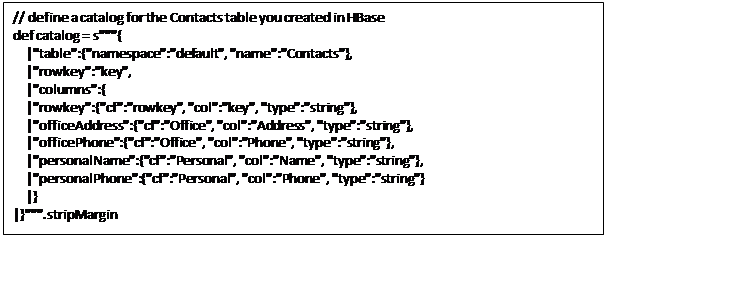 // define a catalog for the Contacts table you created in HBase
def catalog = s"""{
|"table":{"namespace":"default", "name":"Contacts"},
|"rowkey":"key",
|"columns":{
|"rowkey":{"cf":"rowkey", "col":"key", "type":"string"},
|"officeAddress":{"cf":"Office", "col":"Address", "type":"string"},
|"officePhone":{"cf":"Office", "col":"Phone", "type":"string"},
|"personalName":{"cf":"Personal", "col":"Name", "type":"string"},
|"personalPhone":{"cf":"Personal", "col":"Phone", "type":"string"}
|}
|}""".stripMargin